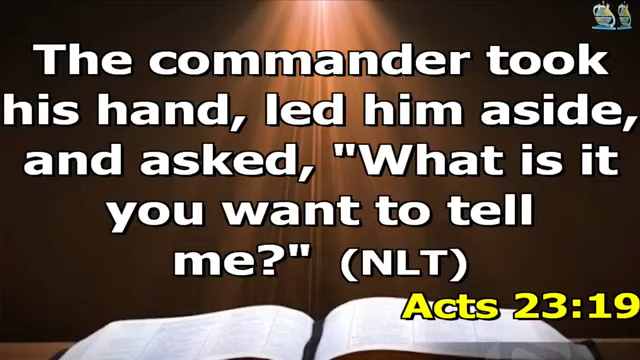 The commander took
his hand, led him aside,
and asked, "What is it
you want to tell
me?" (NLT)
Acts 23:19